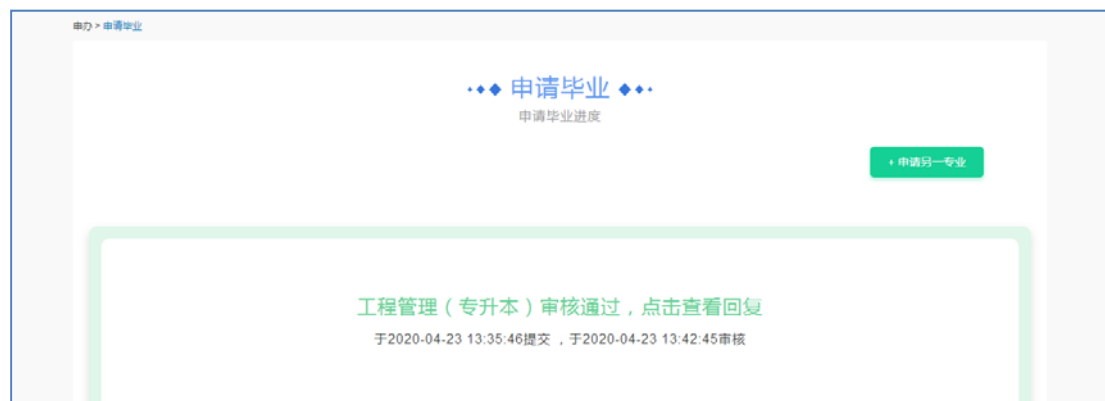 申办 > 申请毕业
申请毕业
申请毕业进度
+ 申请另一专业
工程管理（专升本）审核通过，点击查看回复
于2020-04-23 13:35:46提交 ，于2020-04-23 13:42:45审核